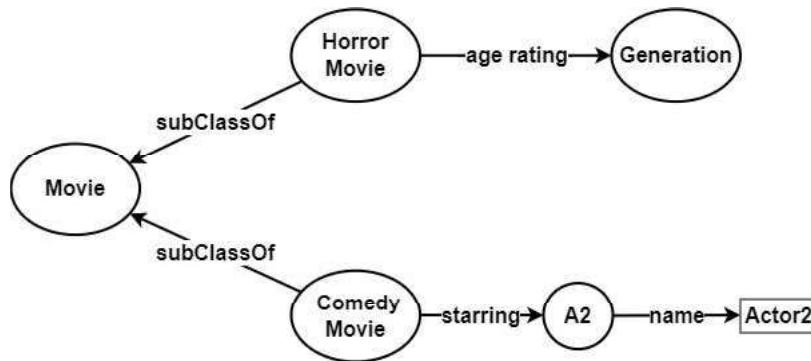 Horror
Movie
age rating
Generation
subClassOf
Movie
subClassOf
Comedy
Movie
starring
A2
name
Actor2